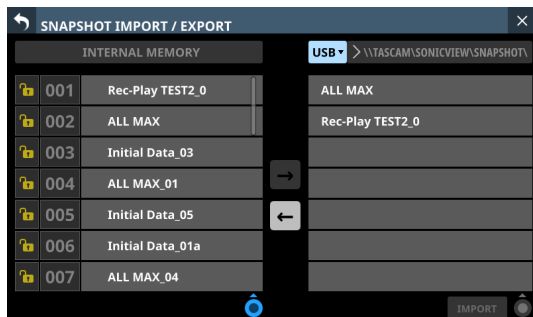 SNAPSHOT IMPORT / EXPORT
INTERNAL MEMORY
USB
\\TASCAM\SONICVIEW\SNAPSHOT\
001 Rec-Play TEST2_0
002 ALL MAX
003 Initial Data_03
004 ALL MAX_01
005 Initial Data_05
006 Initial Data_01a
007 ALL MAX_04
ALL MAX
Rec-Play TEST2_0
IMPORT